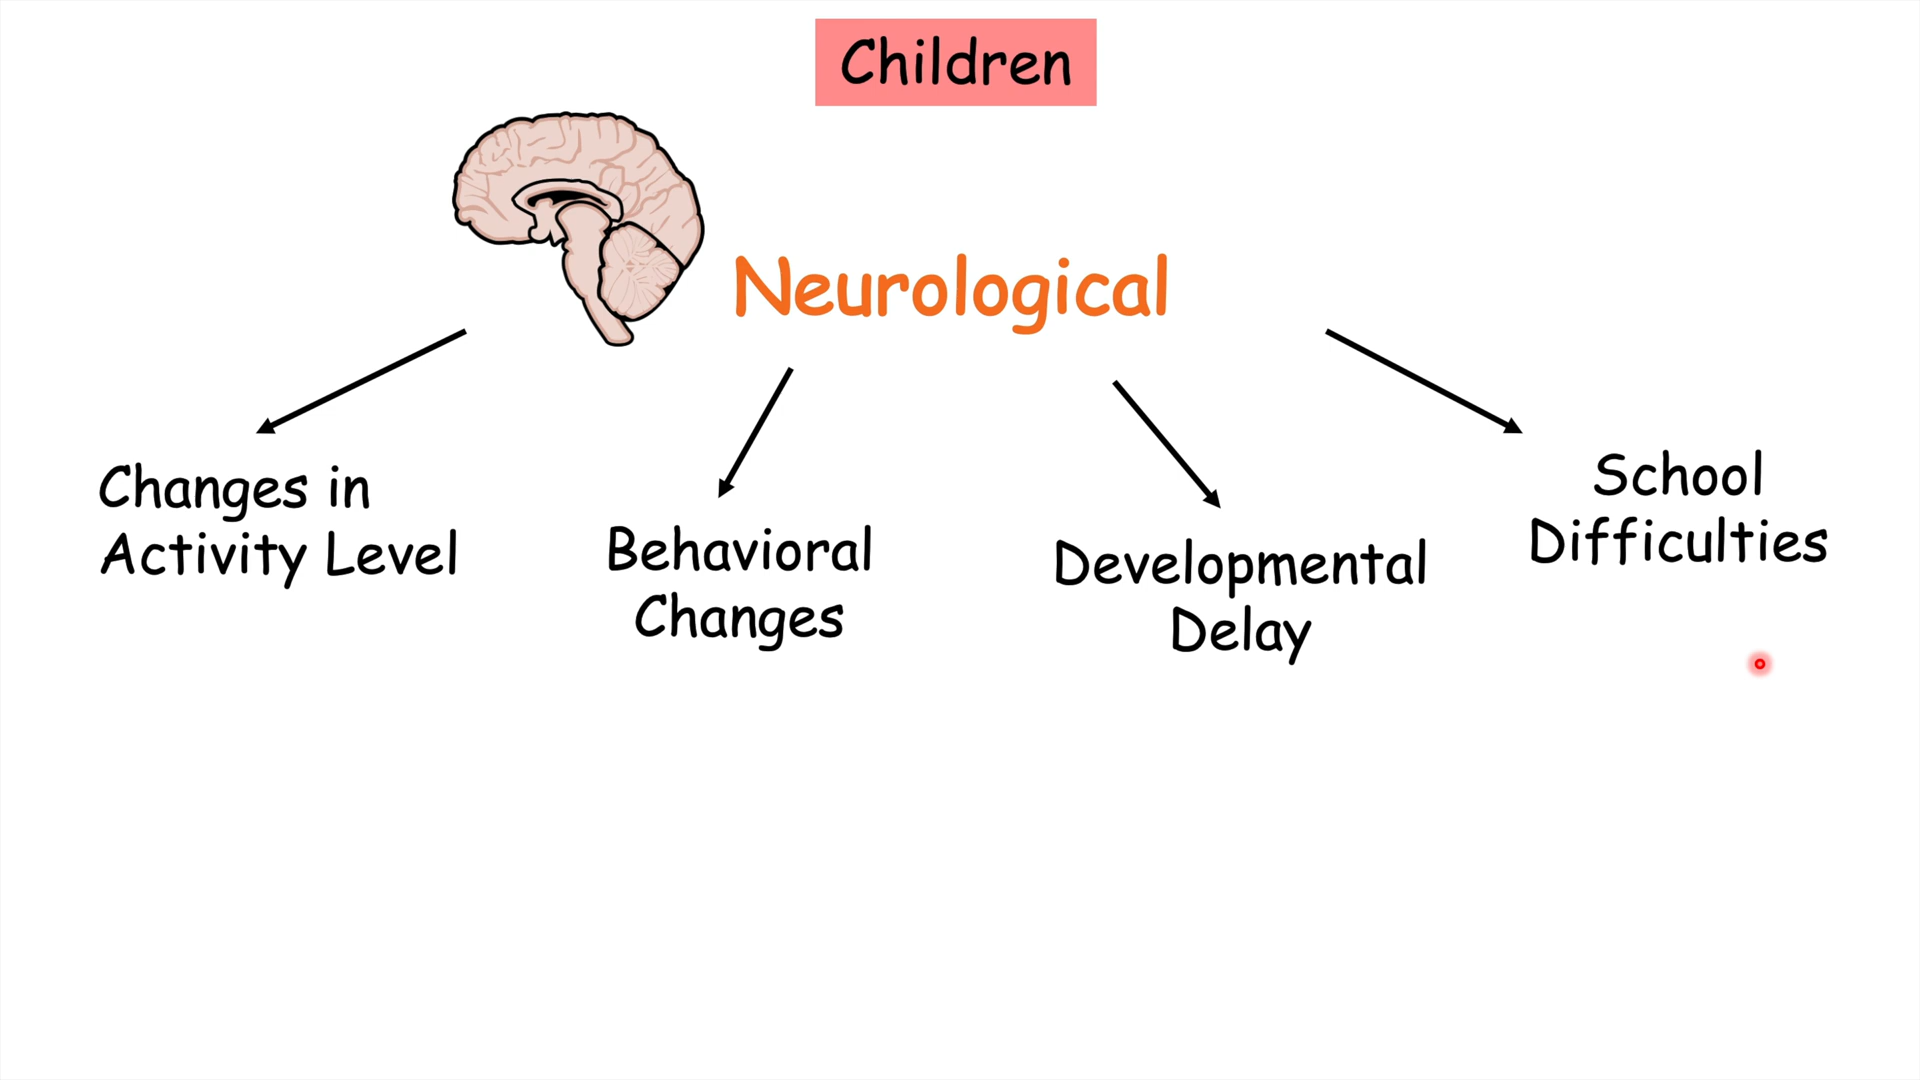 Children
Neurological
Changes in
Activity Level
Behavioral
Changes
Developmental
Delay
School
Difficulties